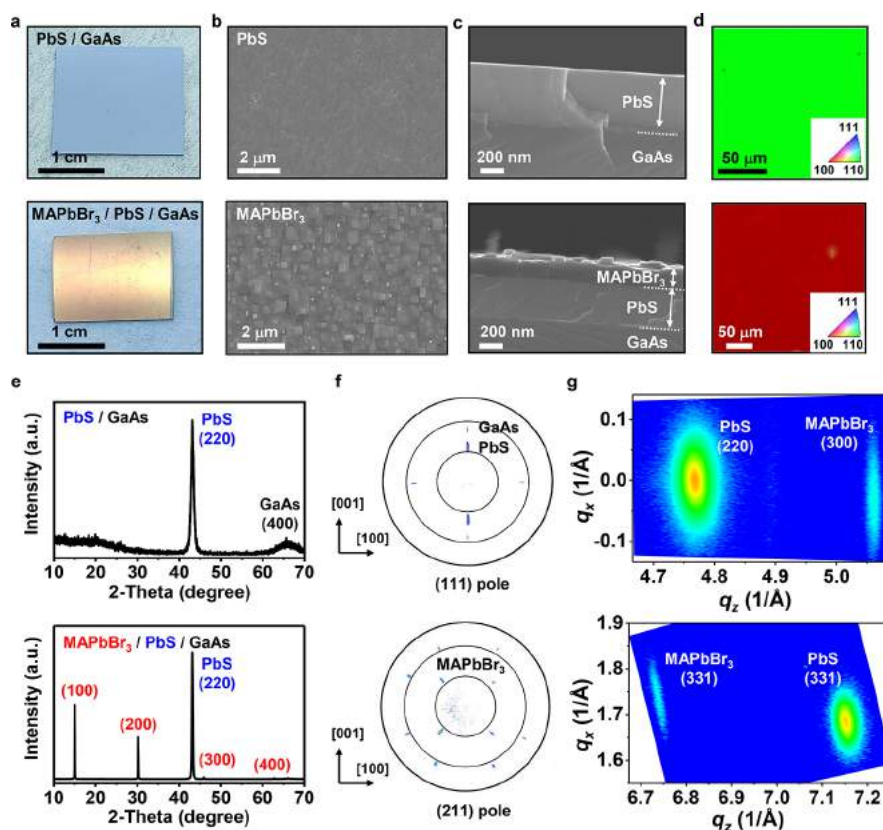 a
PbS / GaAs
1 cm
MAPbBr₃ / PbS / GaAs
1 cm
b
PbS
2 μm
MAPbBr₃
2 μm
c
PbS
GaAs
200 nm
MAPbBr₃
PbS
GaAs
200 nm
d
50 μm
111
100 110
50 μm
111
100 110
e
PbS / GaAs
PbS
(220)
GaAs
(400)
Intensity (a.u.)
10 20 30 40 50 60 70
2-Theta (degree)
MAPbBr₃ / PbS / GaAs
PbS
(220)
(100)
(200)
(300)
(400)
Intensity (a.u.)
10 20 30 40 50 60 70
2-Theta (degree)
f
GaAs
PbS
[001]
[100]
(111) pole
MAPbBr₃
[001]
[100]
(211) pole
g
PbS
(220)
MAPbBr₃
(300)
0.1
0.0
-0.1
qₓ (1/Å)
4.7 4.8 4.9 5.0
q_z (1/Å)
MAPbBr₃
(331)
PbS
(331)
1.9
1.8
1.7
1.6
qₓ (1/Å)
6.7 6.8 6.9 7.0 7.1 7.2
q_z (1/Å)